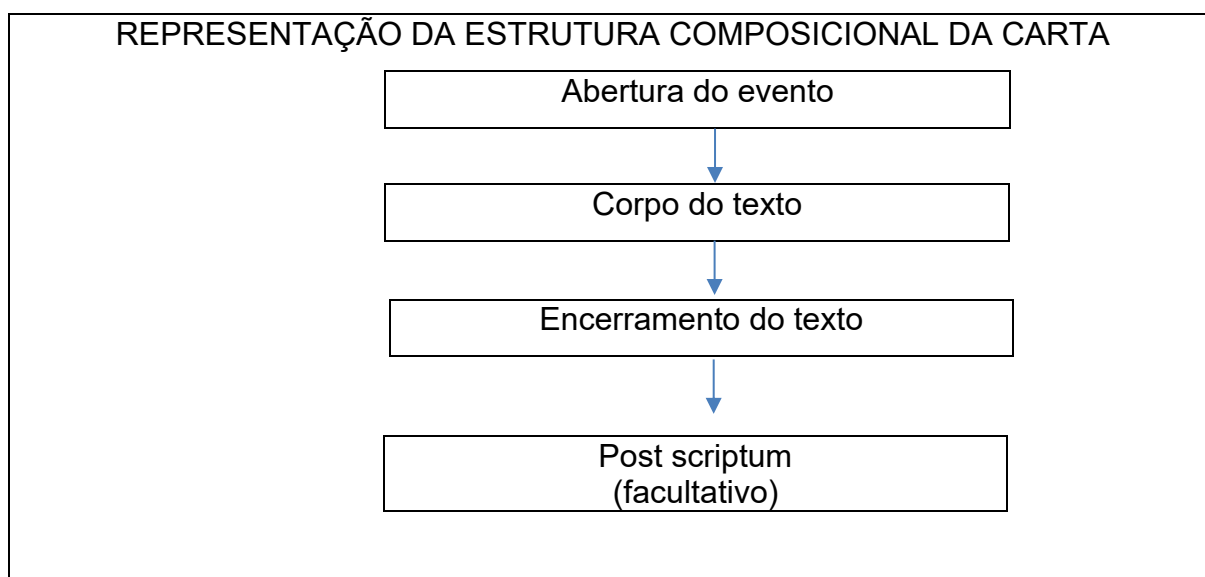 REPRESENTAÇÃO DA ESTRUTURA COMPOSICIONAL DA CARTA
Abertura do evento
Corpo do texto
Encerramento do texto
Post scriptum
(facultativo)